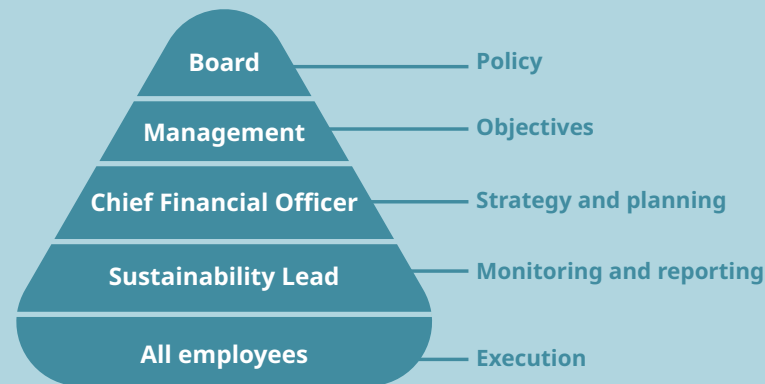 Board
Policy
Management
Objectives
Chief Financial Officer
Strategy and planning
Sustainability Lead
Monitoring and reporting
All employees
Execution